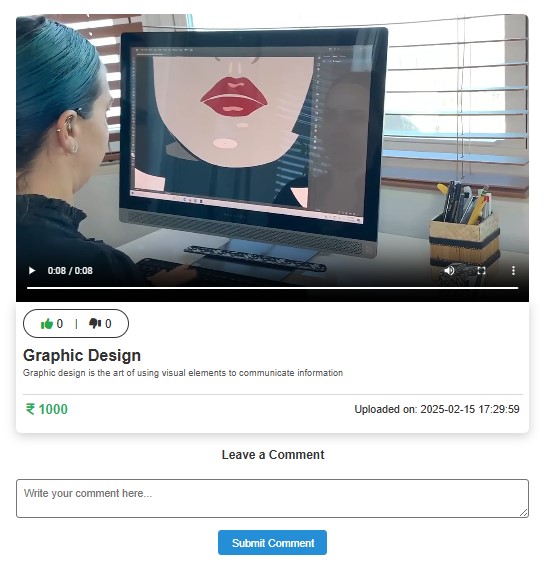 0:08 / 0:08
0 | 0
Graphic Design
Graphic design is the art of using visual elements to communicate information
₹ 1000 Uploaded on: 2025-02-15 17:29:59
Leave a Comment
Write your comment here...
Submit Comment